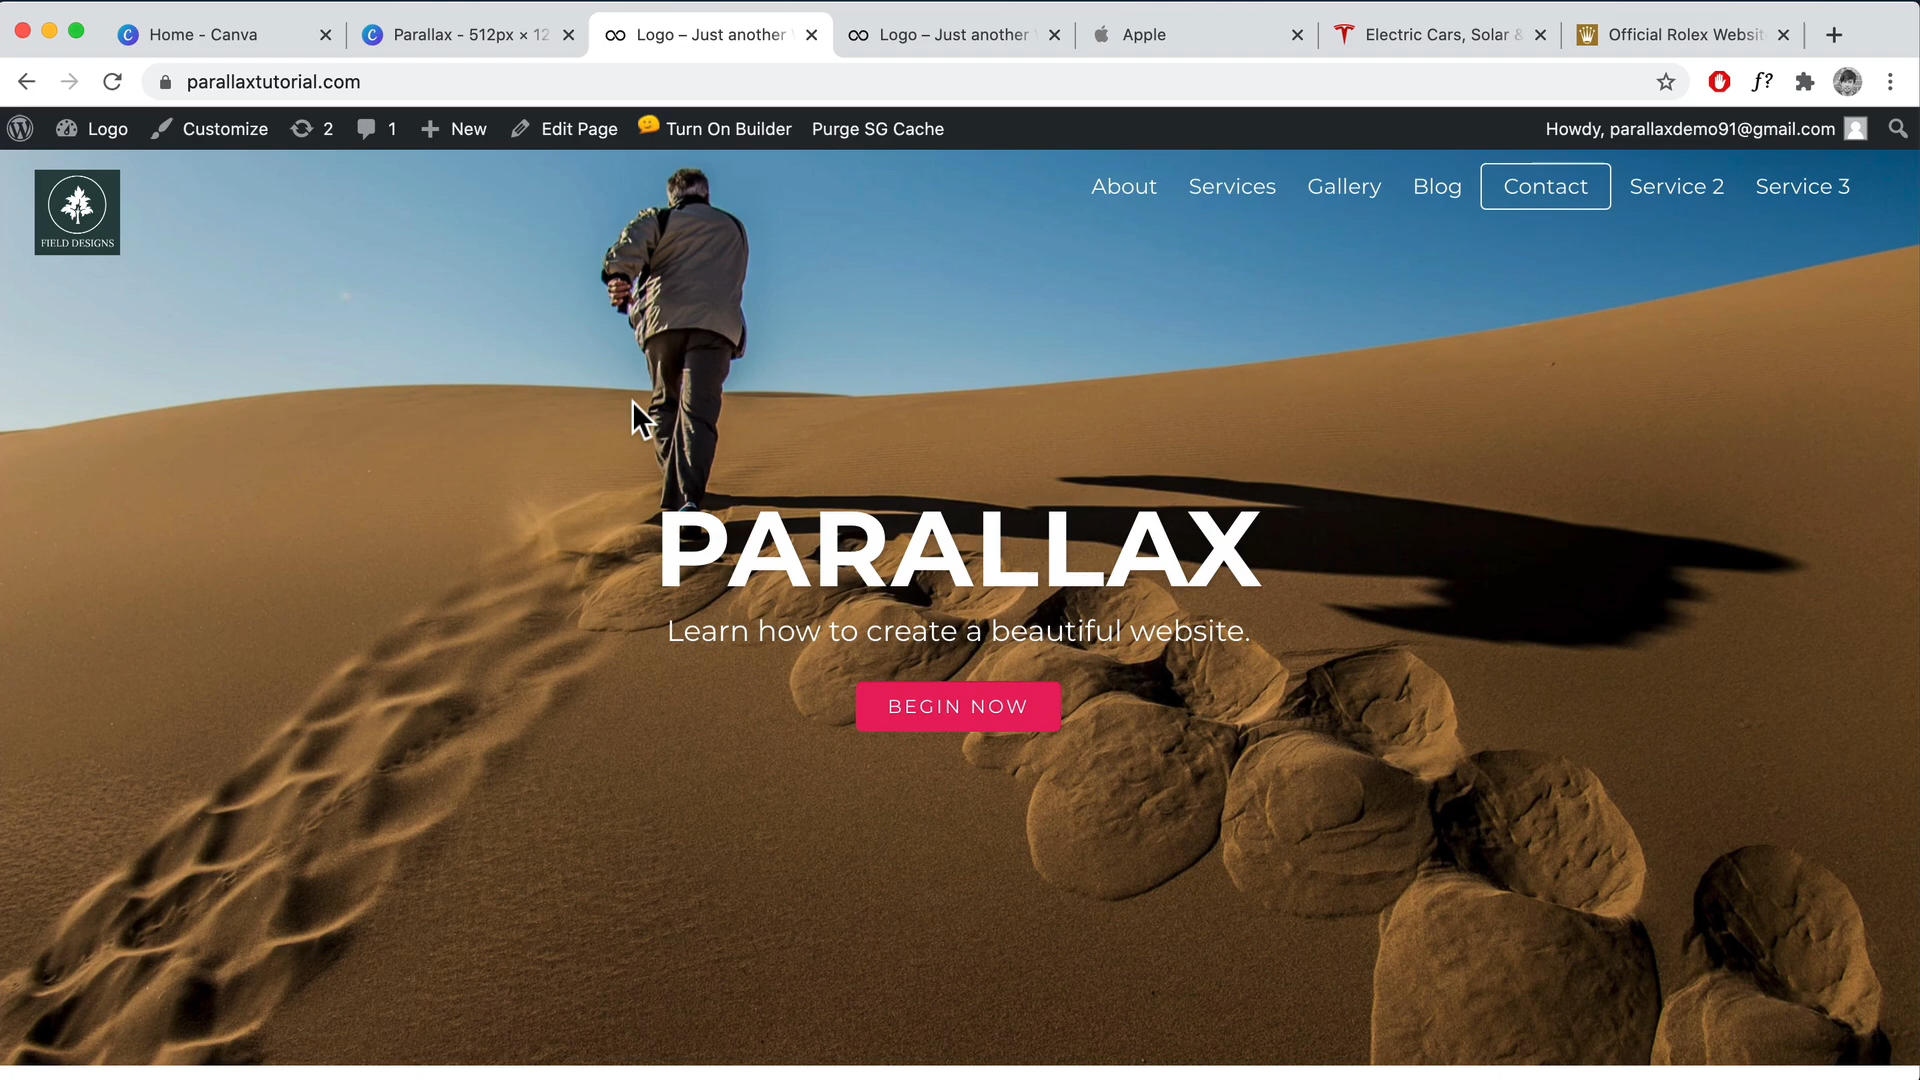 Home - Canva
Parallax - 512px × 12
Logo – Just another
Logo – Just another
Apple
Electric Cars, Solar &
Official Rolex Websit
parallaxtutorial.com
f?
Logo
Customize
2
1
New
Edit Page
Turn On Builder
Purge SG Cache
Howdy, parallaxdemo91@gmail.com
FIELD DESIGNS
About
Services
Gallery
Blog
Contact
Service 2
Service 3
PARALLAX
Learn how to create a beautiful website.
BEGIN NOW